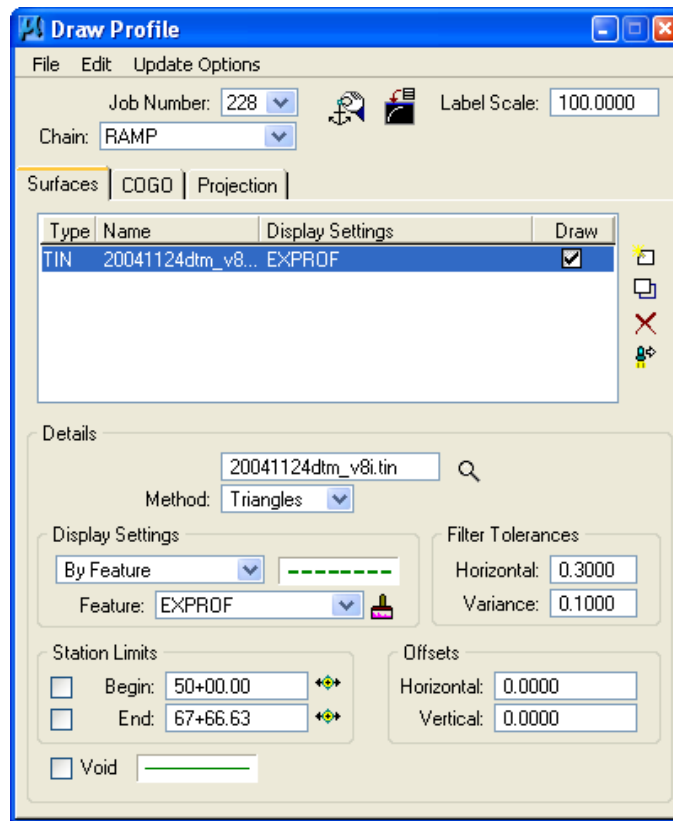 Draw Profile
File Edit Update Options
Job Number: 228 Label Scale: 100.0000
Chain: RAMP
Surfaces COGO Projection
Type Name Display Settings Draw
TIN 20041124dtm_v8... EXPROF
Details
20041124dtm_v8i.tin
Method: Triangles
Display Settings Filter Tolerances
By Feature Horizontal: 0.3000
Feature: EXPROF Variance: 0.1000
Station Limits Offsets
Begin: 50+00.00 Horizontal: 0.0000
End: 67+66.63 Vertical: 0.0000
Void